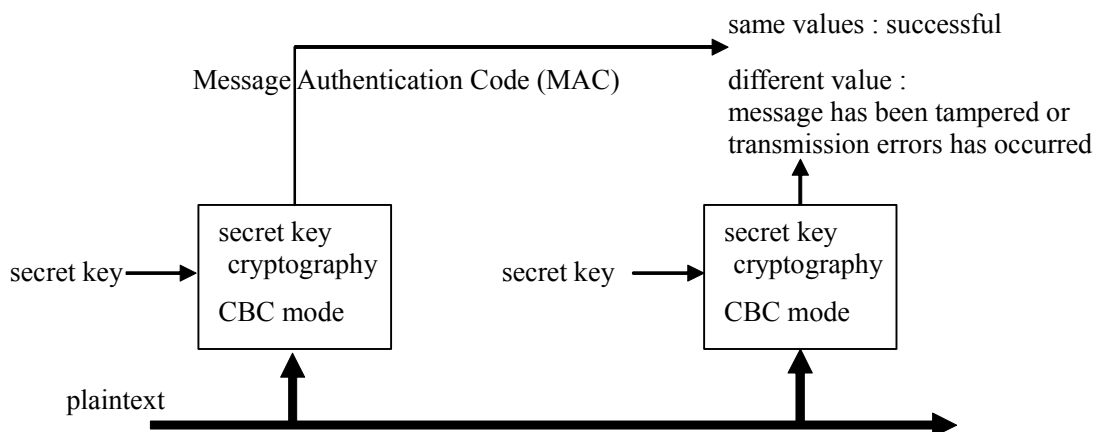 same values : successful
Message Authentication Code (MAC)
different value :
message has been tampered or
transmission errors has occurred
secret key
secret key
cryptography
CBC mode
secret key
secret key
cryptography
CBC mode
plaintext